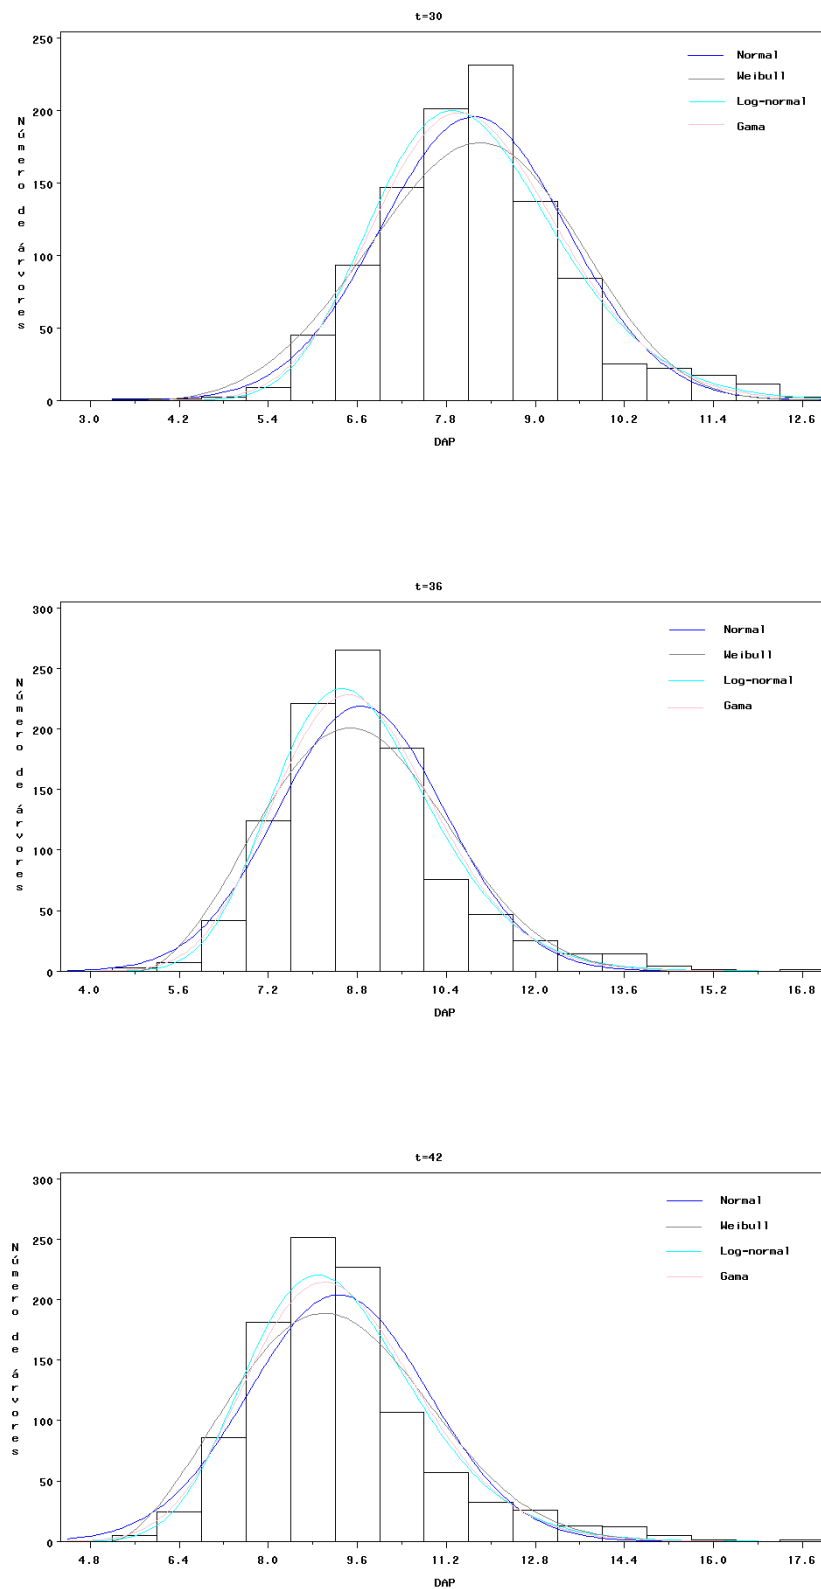 t=30
250
200
150
100
50
0
Número de árvores
Normal
Weibull
Log-normal
Gama
3.0 4.2 5.4 6.6 7.8 9.0 10.2 11.4 12.6
DAP
t=36
300
250
200
150
100
50
0
Número de árvores
Normal
Weibull
Log-normal
Gama
4.0 5.6 7.2 8.8 10.4 12.0 13.6 15.2 16.8
DAP
t=42
300
250
200
150
100
50
0
Número de árvores
Normal
Weibull
Log-normal
Gama
4.8 6.4 8.0 9.6 11.2 12.8 14.4 16.0 17.6
DAP